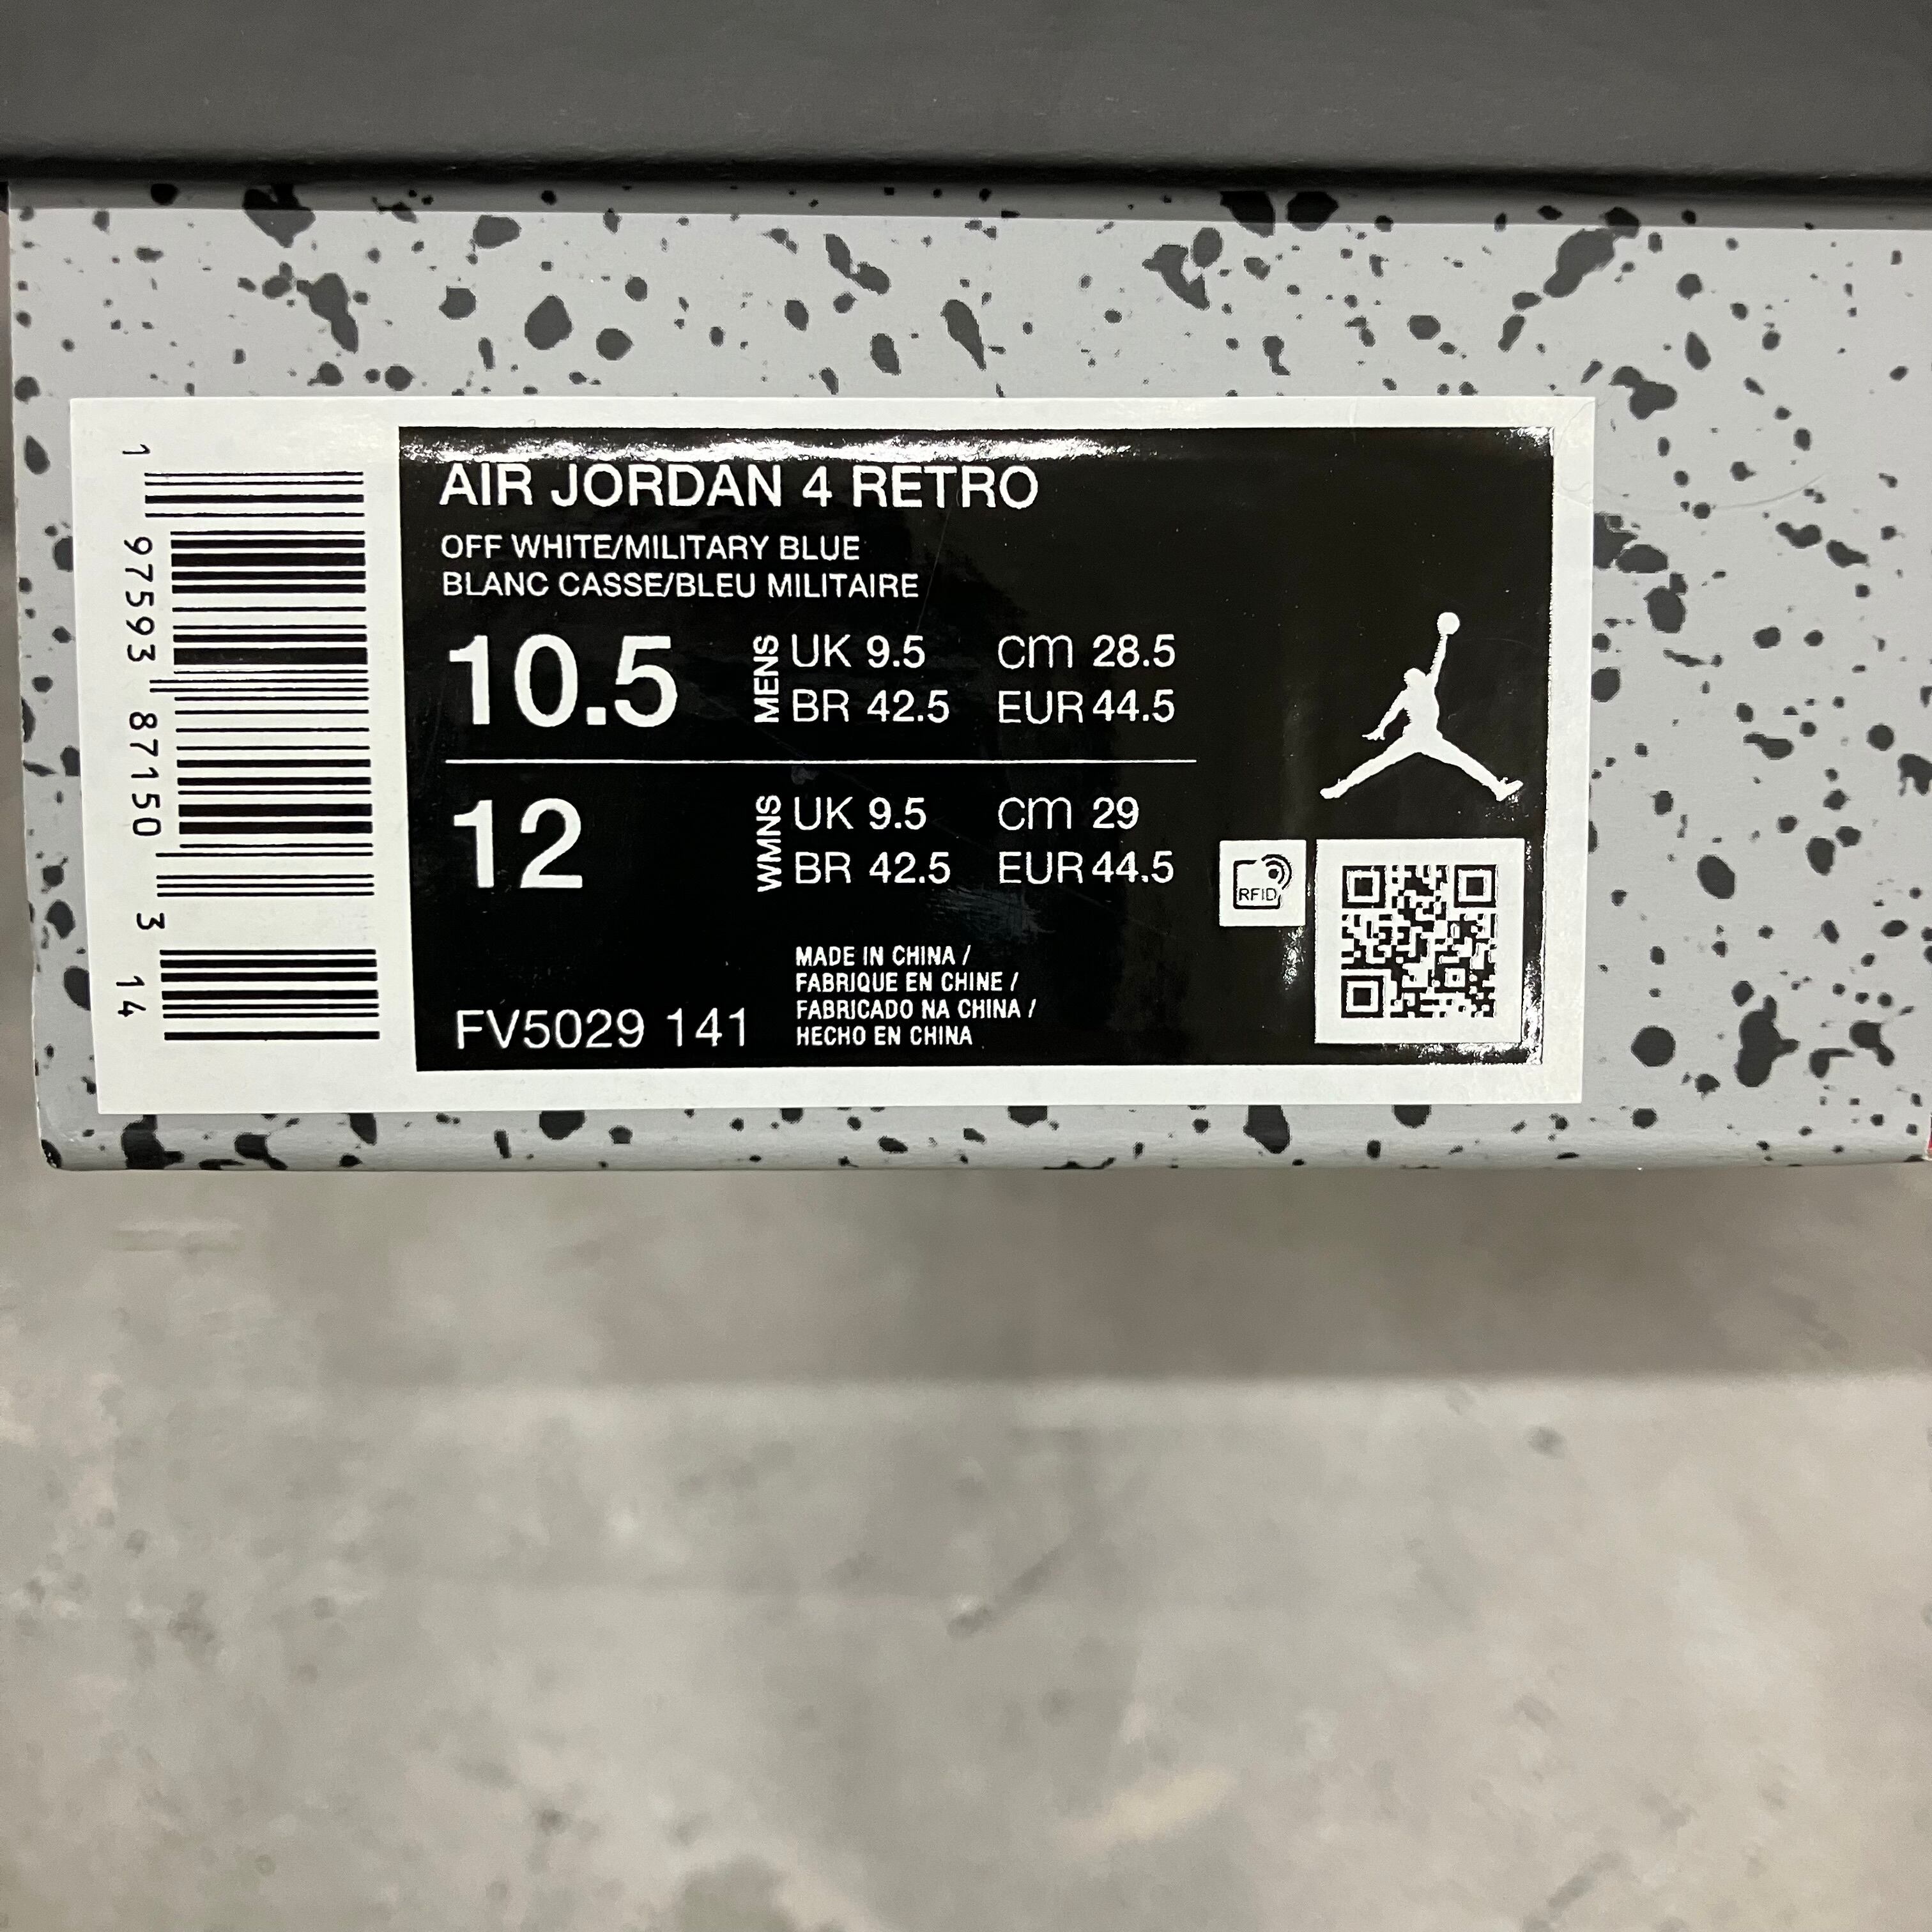 AIR JORDAN 4 RETRO
OFF WHITE/MILITARY BLUE
BLANC CASSE/BLEU MILITAIRE
10.5 MENS UK 9.5 cm 28.5
BR 42.5 EUR 44.5
12 WMNS UK 9.5 cm 29
BR 42.5 EUR 44.5
RFID
MADE IN CHINA /
FABRIQUE EN CHINE /
FABRICADO NA CHINA /
HECHO EN CHINA
FV5029 141
1 97593 87150 3 14